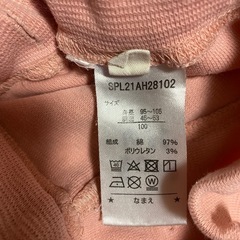 SPL21AH28102
サイズ
身長 95~105
胴囲 45~53
100
組成 綿 97%
ポリウレタン 3%
★ なまえ ★